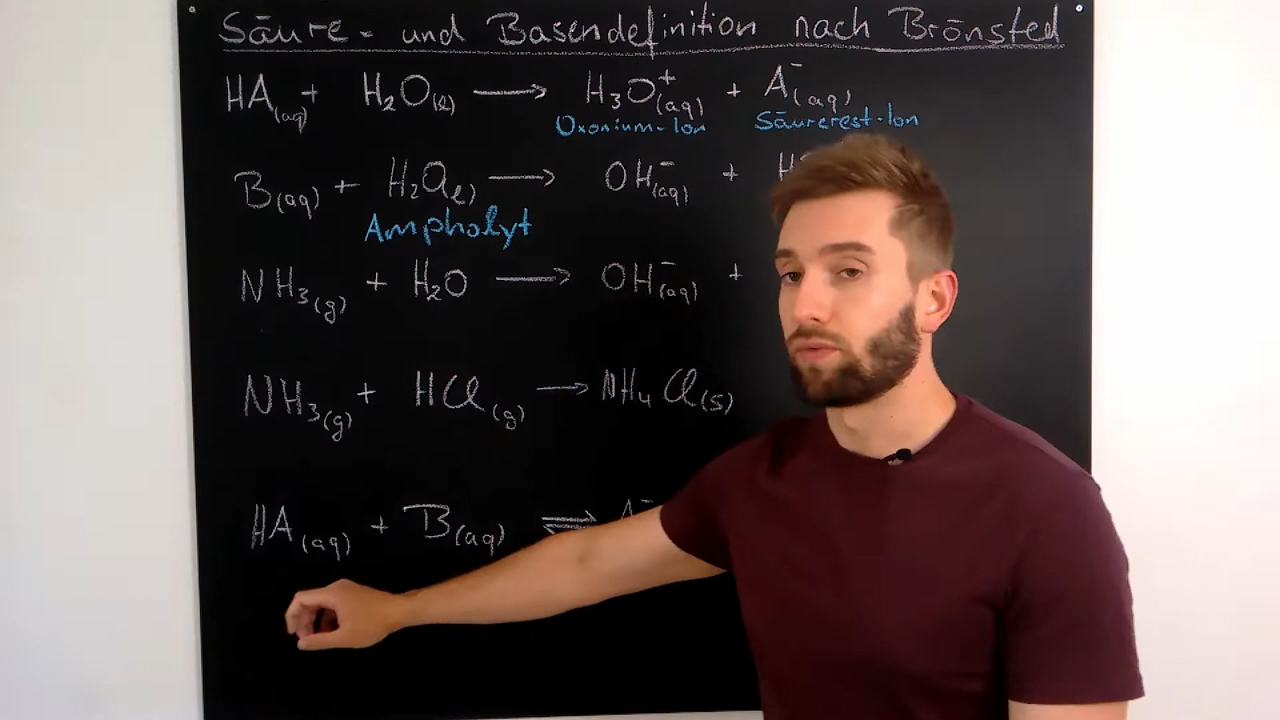 Säure- und Basendefinition nach Brönsted
HA(aq) + H₂O(l) ⟶ H₃O⁺(aq) + A⁻(aq)
Oxonium-Ion Säurerest-Ion
B(aq) + H₂O(l) ⟶ OH⁻(aq) +
Ampholyt
NH₃(g) + H₂O ⟶ OH⁻(aq) +
NH₃(g) + HCl(g) ⟶ NH₄Cl(s)
HA(aq) + B(aq) ⇌ A⁻